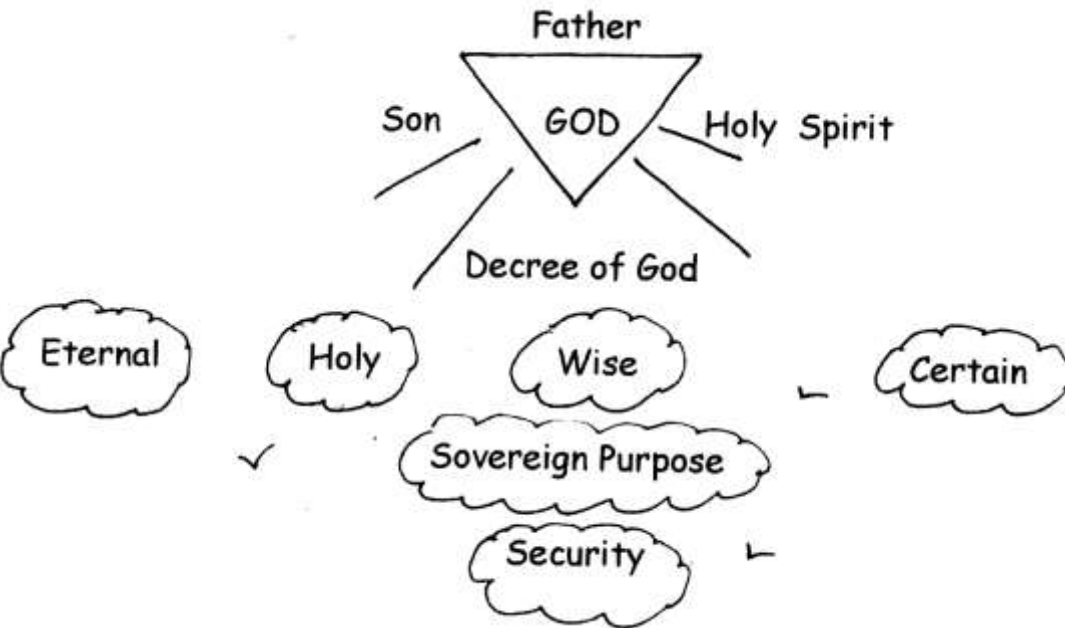 Father
Son GOD Holy Spirit
Decree of God
Eternal Holy Wise Certain
Sovereign Purpose
Security